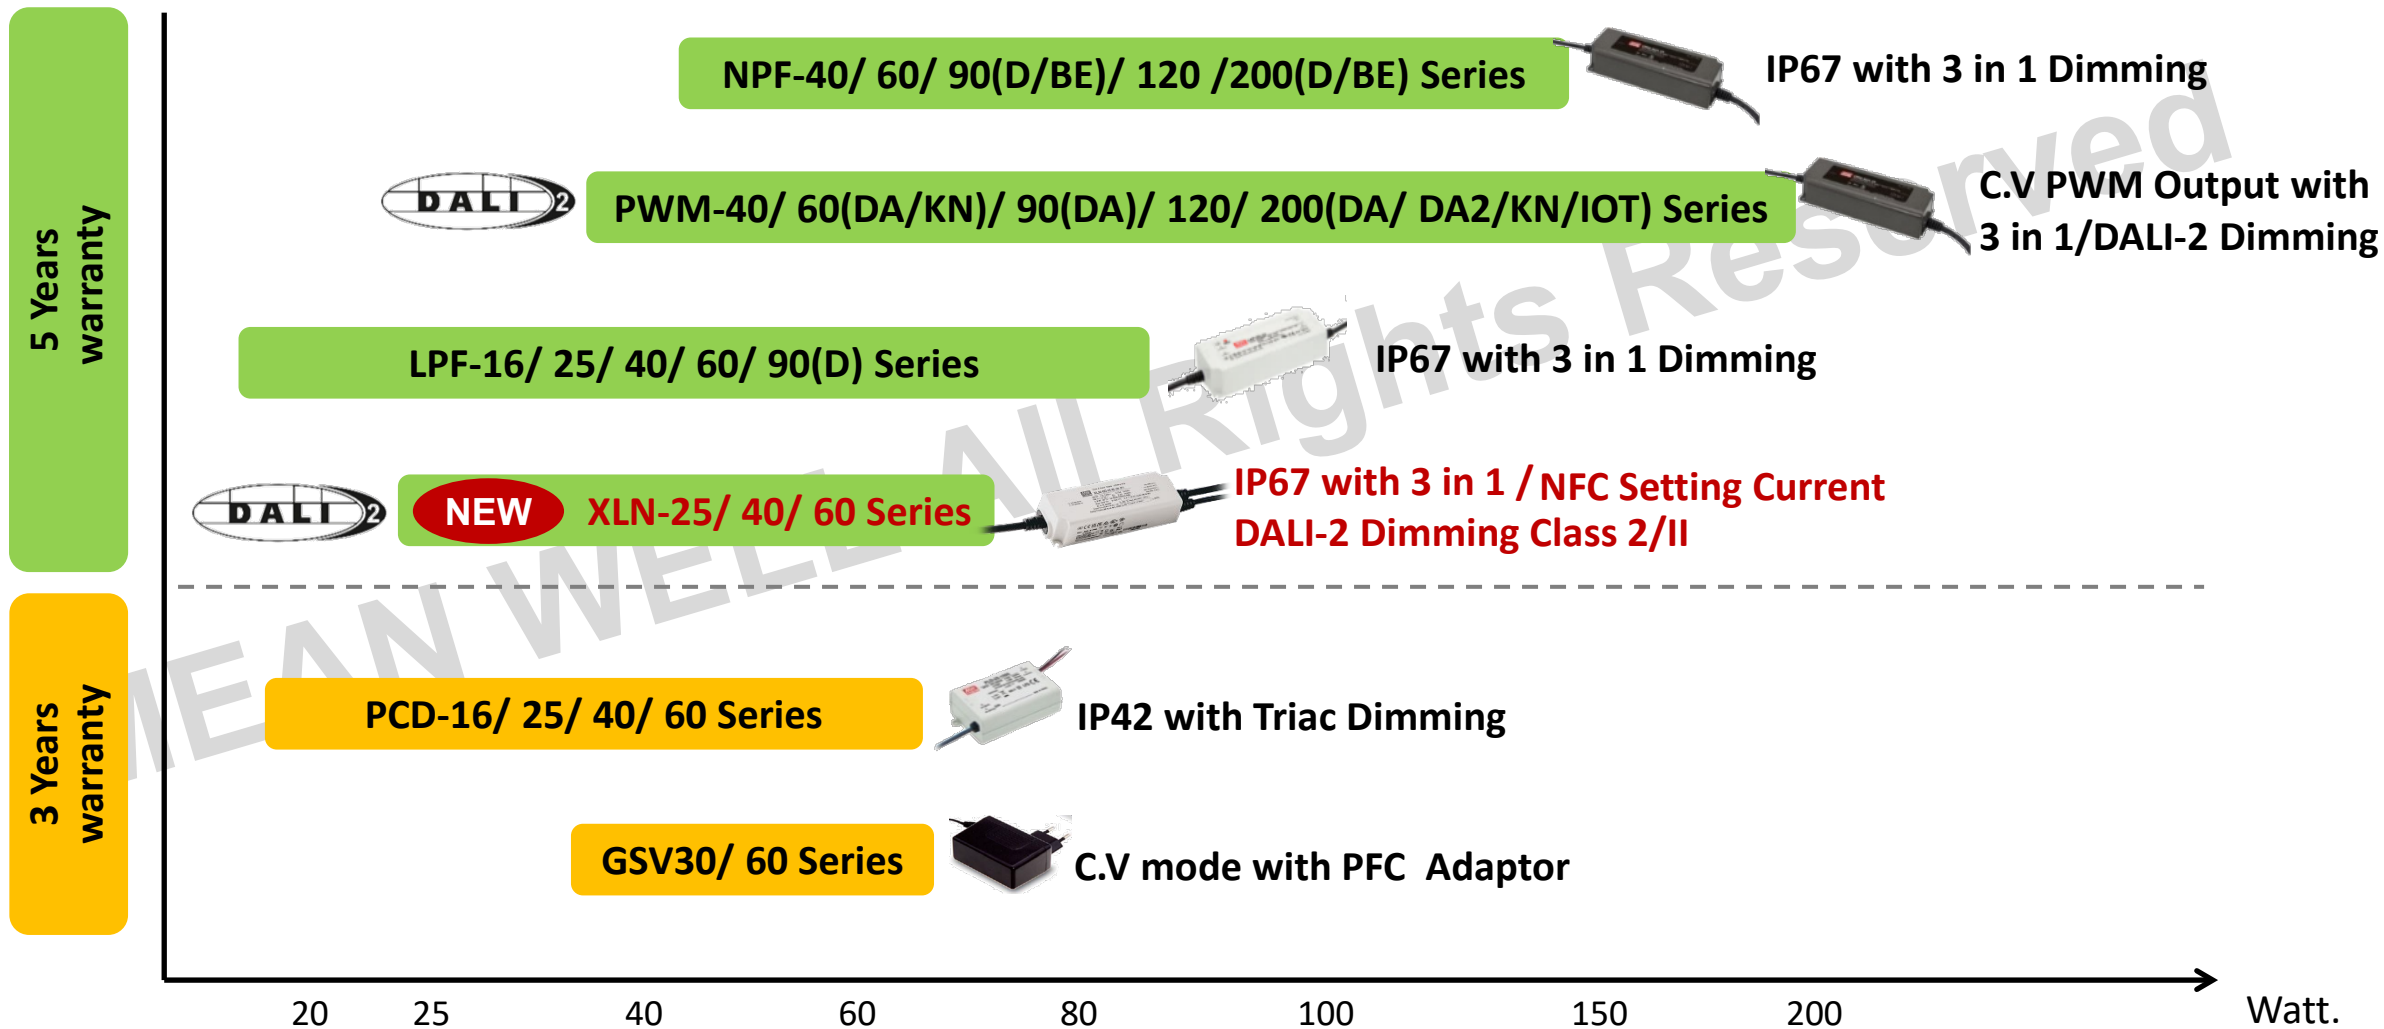 5 Years
warranty
NPF-40/ 60/ 90(D/BE)/ 120 /200(D/BE) Series
IP67 with 3 in 1 Dimming
DALI 2
PWM-40/ 60(DA/KN)/ 90(DA)/ 120/ 200(DA/ DA2/KN/IOT) Series
C.V PWM Output with
3 in 1/DALI-2 Dimming
LPF-16/ 25/ 40/ 60/ 90(D) Series
IP67 with 3 in 1 Dimming
DALI 2
NEW XLN-25/ 40/ 60 Series
IP67 with 3 in 1 / NFC Setting Current
DALI-2 Dimming Class 2/II
3 Years
warranty
PCD-16/ 25/ 40/ 60 Series
IP42 with Triac Dimming
GSV30/ 60 Series
C.V mode with PFC Adaptor
20 25 40 60 80 100 150 200 Watt.
MEAN WELL All Rights Reserved